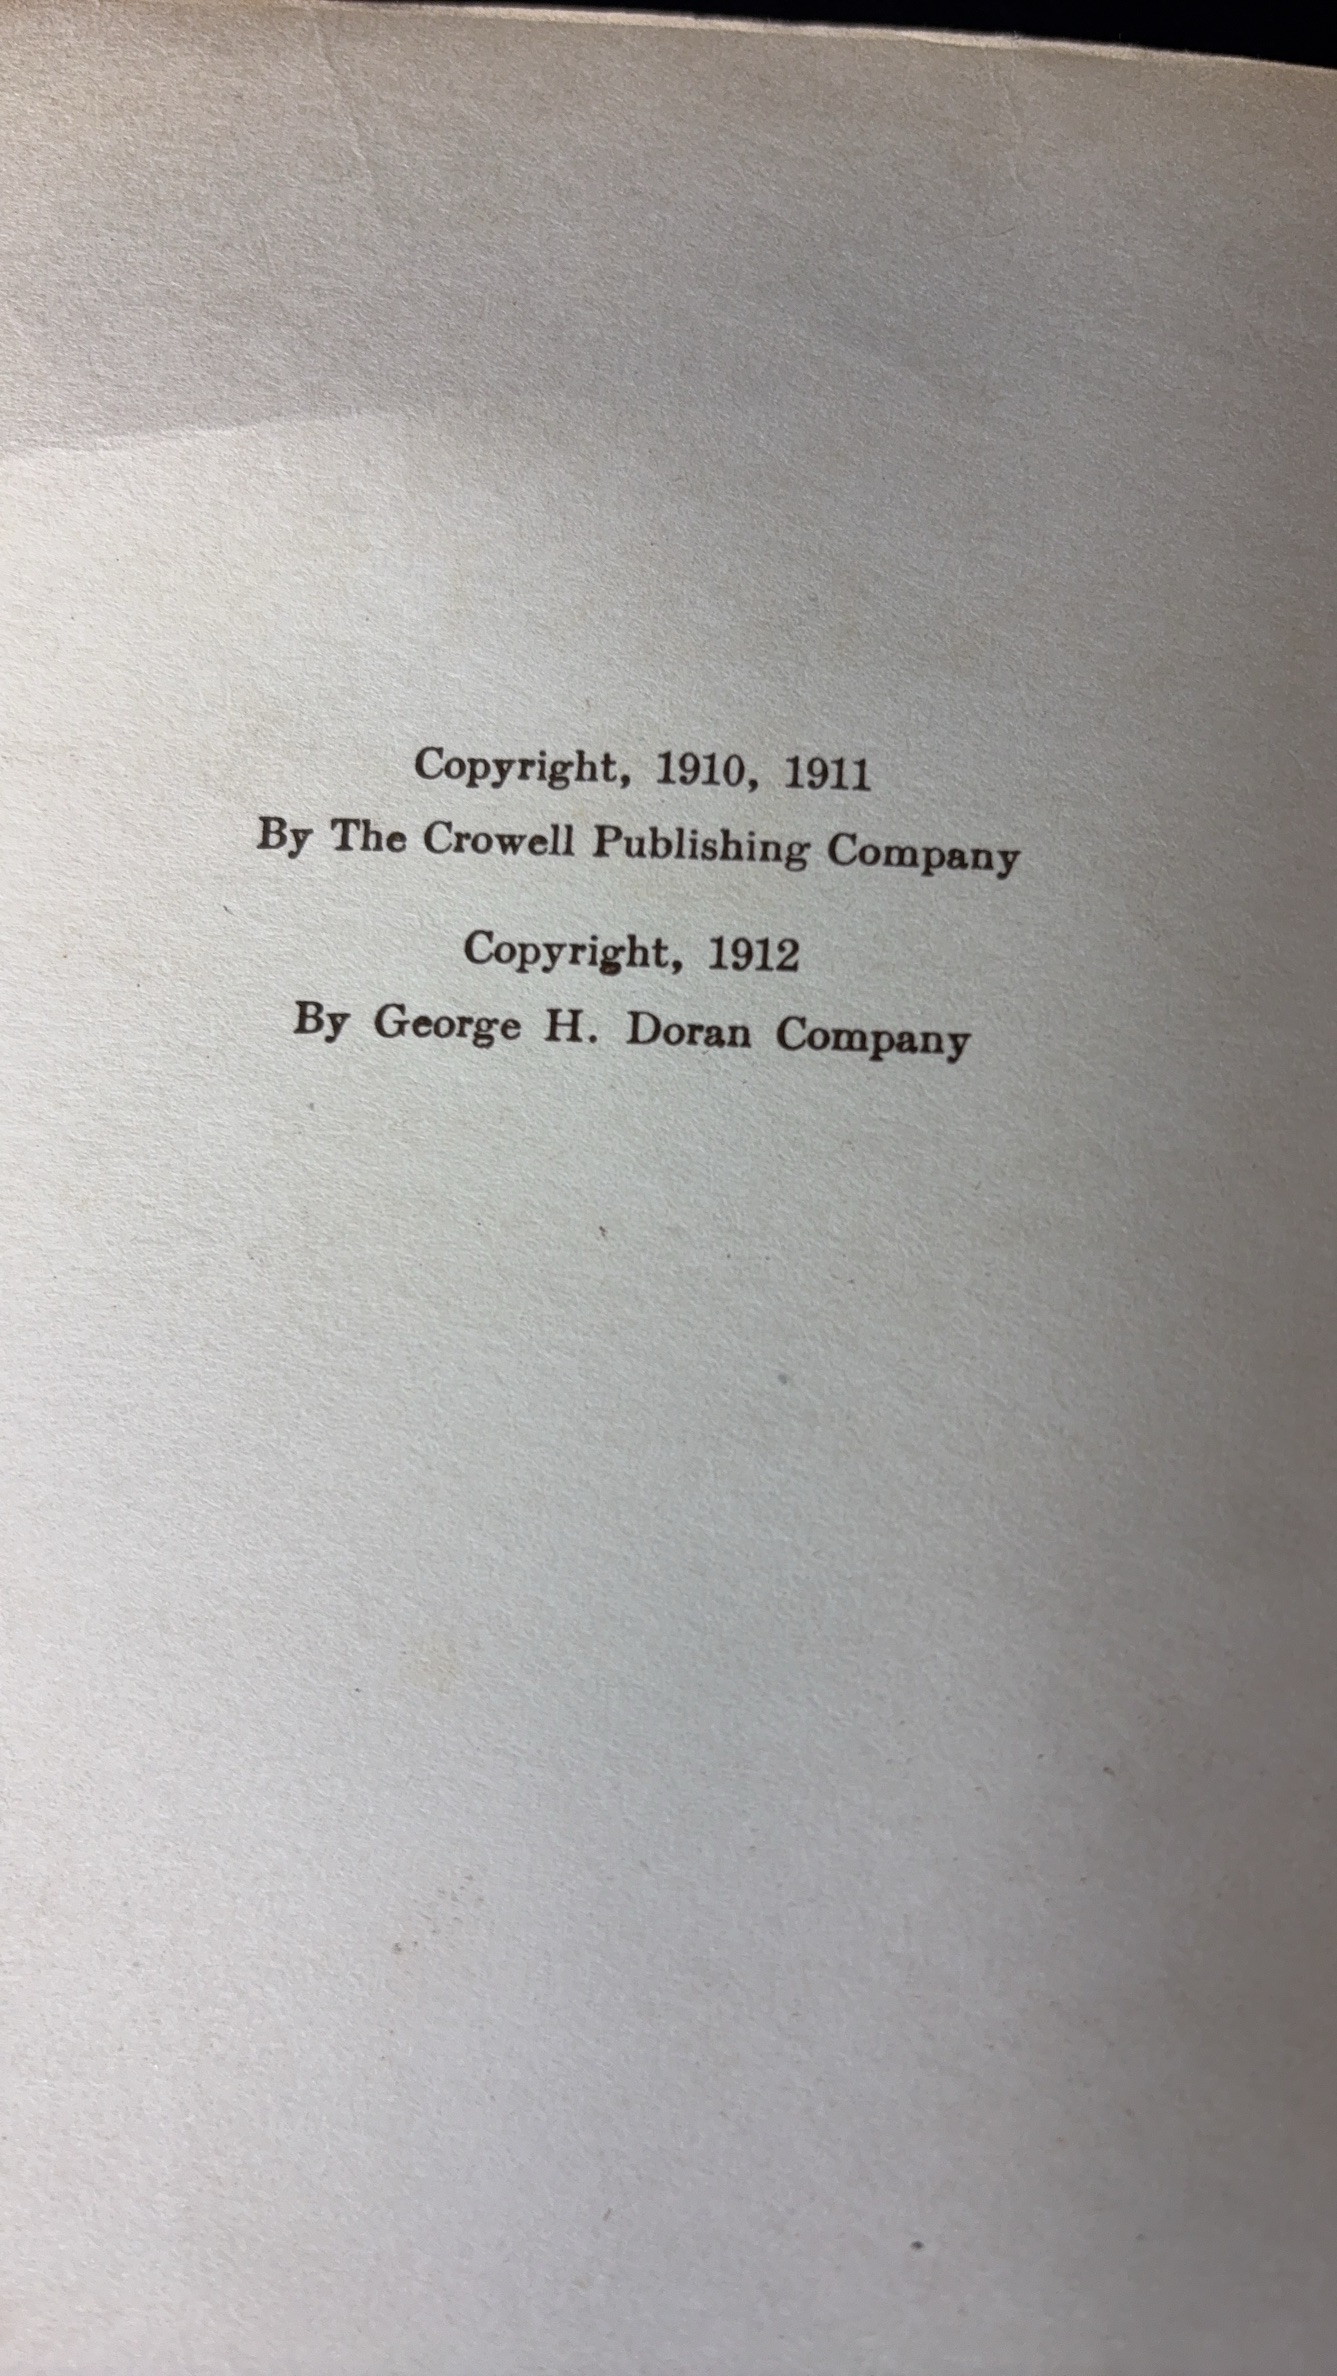 Copyright, 1910, 1911
By The Crowell Publishing Company
Copyright, 1912
By George H. Doran Company